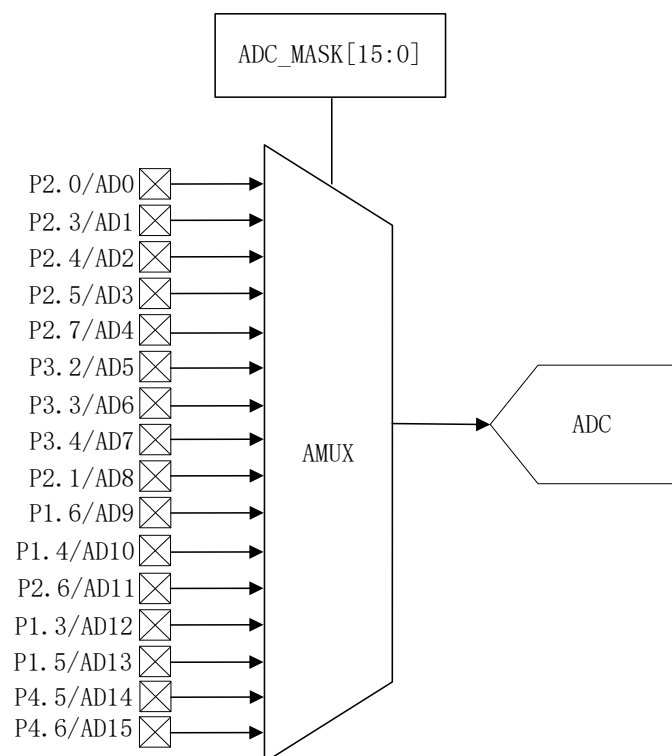 ADC_MASK[15:0]
P2.0/AD0
P2.3/AD1
P2.4/AD2
P2.5/AD3
P2.7/AD4
P3.2/AD5
P3.3/AD6
P3.4/AD7
P2.1/AD8
P1.6/AD9
P1.4/AD10
P2.6/AD11
P1.3/AD12
P1.5/AD13
P4.5/AD14
P4.6/AD15
AMUX
ADC